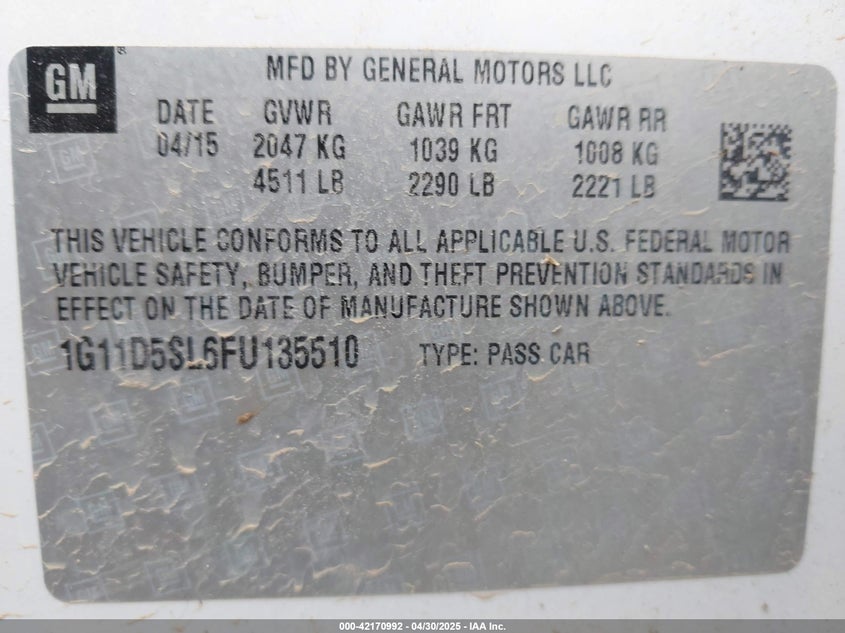 GM
®
MFD BY GENERAL MOTORS LLC
DATE GVWR GAWR FRT GAWR RR
04/15 2047 KG 1039 KG 1008 KG
4511 LB 2290 LB 2221 LB
THIS VEHICLE CONFORMS TO ALL APPLICABLE U.S. FEDERAL MOTOR
VEHICLE SAFETY, BUMPER, AND THEFT PREVENTION STANDARDS IN
EFFECT ON THE DATE OF MANUFACTURE SHOWN ABOVE.
1G11D5SL6FU135510 TYPE: PASS CAR
000-42170992 - 04/30/2025 - IAA Inc.